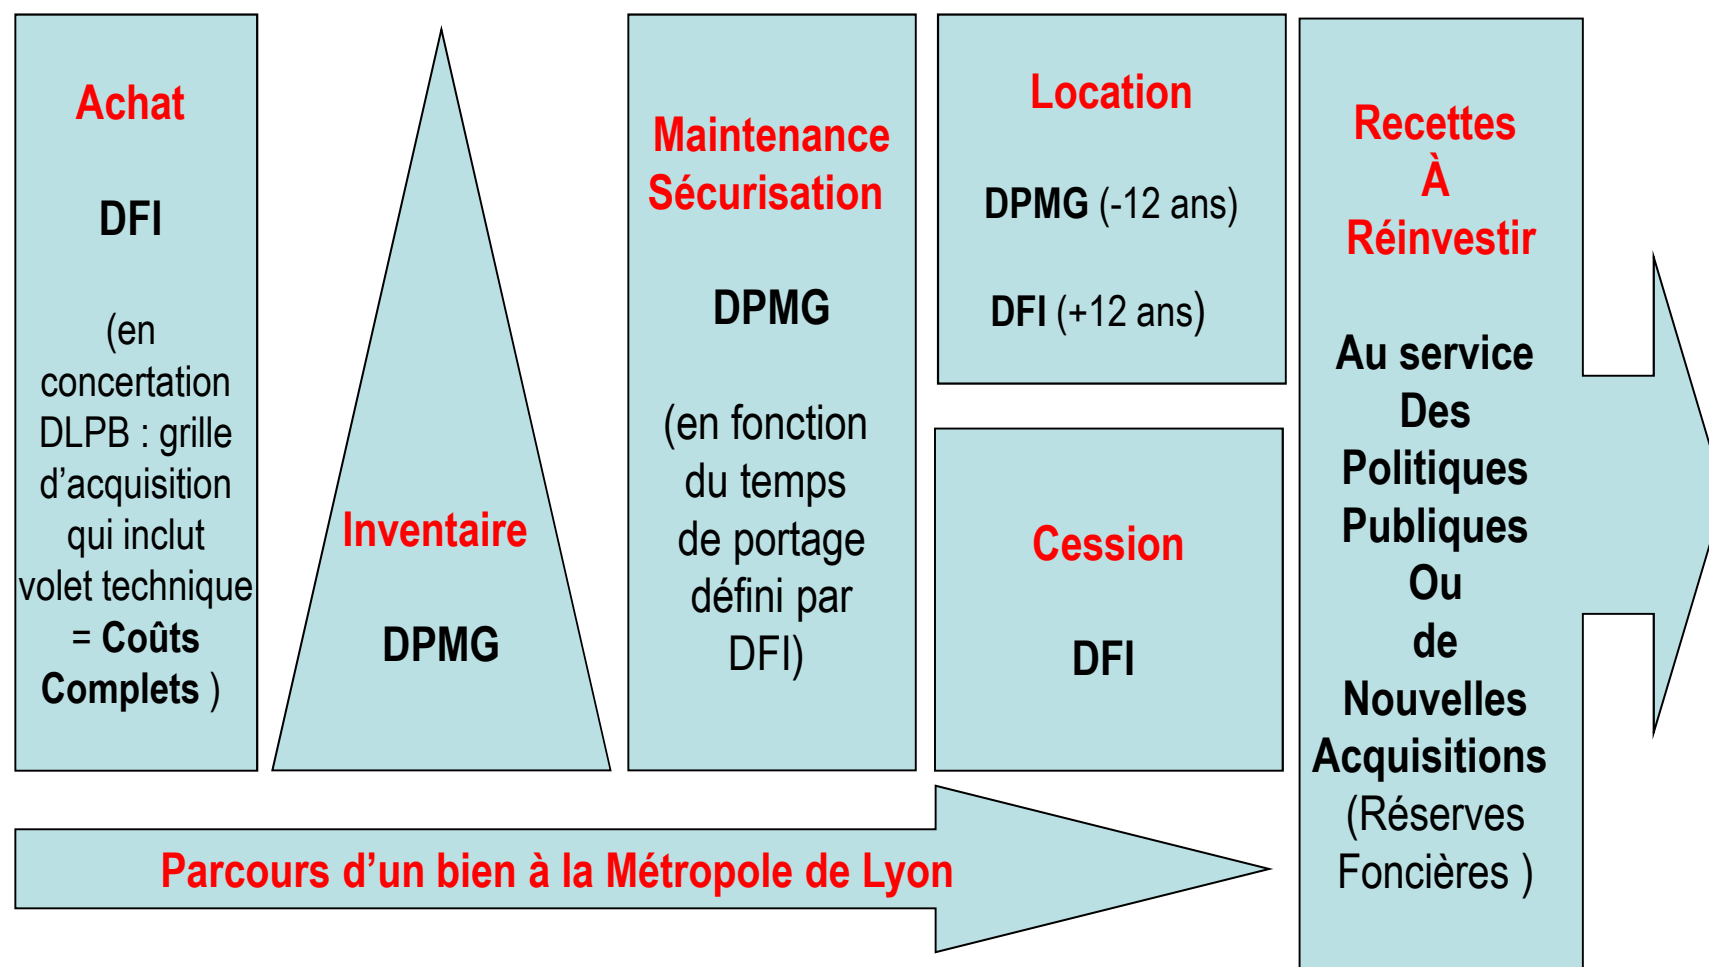 Achat
DFI
(en
concertation
DLPB : grille
d’acquisition
qui inclut
volet technique
= Coûts
Complets )
Inventaire
DPMG
Maintenance
Sécurisation
DPMG
(en fonction
du temps
de portage
défini par
DFI)
Location
DPMG (-12 ans)
DFI (+12 ans)
Cession
DFI
Recettes
À
Réinvestir
Au service
Des
Politiques
Publiques
Ou
de
Nouvelles
Acquisitions
(Réserves
Foncières )
Parcours d’un bien à la Métropole de Lyon